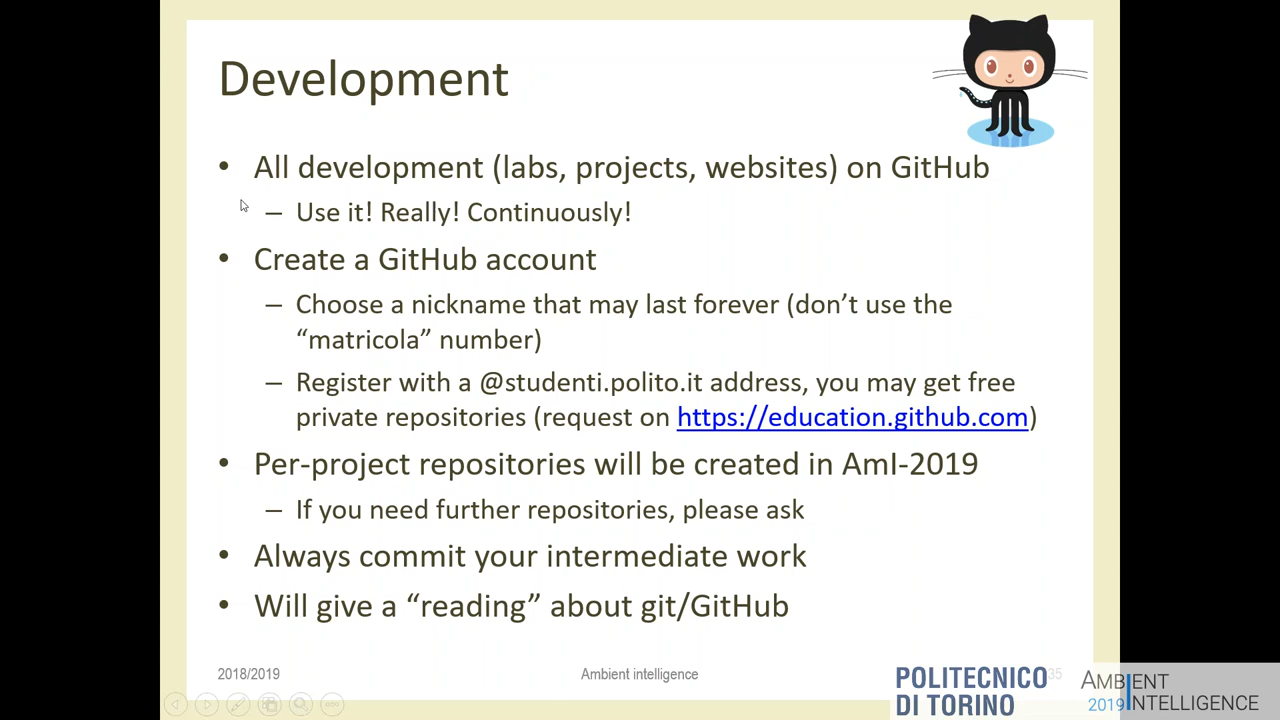 Development
• All development (labs, projects, websites) on GitHub
– Use it! Really! Continuously!
• Create a GitHub account
– Choose a nickname that may last forever (don’t use the
“matricola” number)
– Register with a @studenti.polito.it address, you may get free
private repositories (request on https://education.github.com)
• Per-project repositories will be created in AmI-2019
– If you need further repositories, please ask
• Always commit your intermediate work
• Will give a “reading” about git/GitHub
2018/2019
Ambient intelligence
35
POLITECNICO
DI TORINO
AMBIENT
2019 INTELLIGENCE